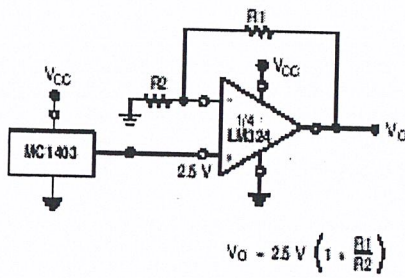 R1
R2
VCC
VCC
1/4
LM324
MC1403
2.5 V
VO
VO = 2.5 V (1 + R1/R2)